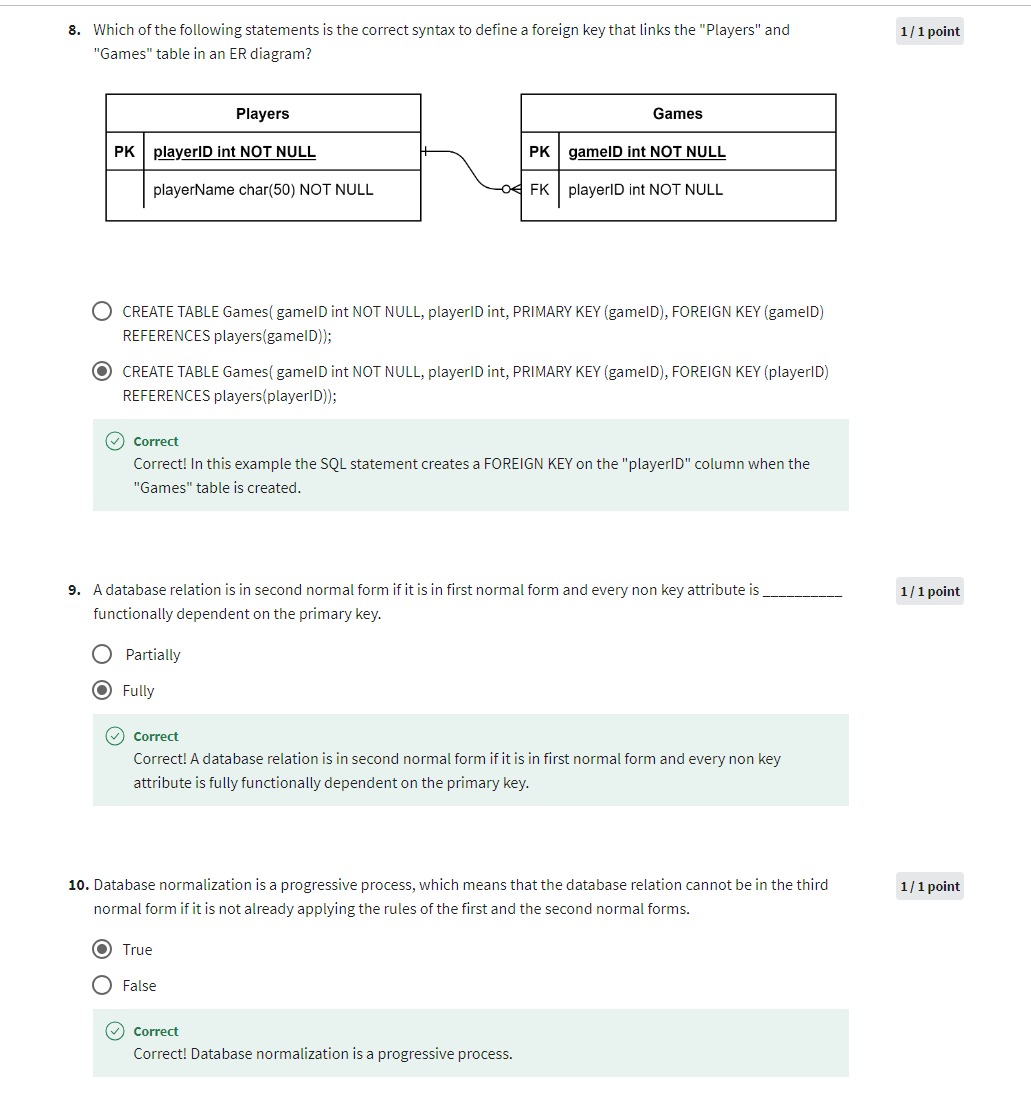 8. Which of the following statements is the correct syntax to define a foreign key that links the "Players" and
"Games" table in an ER diagram?
1 / 1 point
Players
PK playerID int NOT NULL
playerName char(50) NOT NULL
Games
PK gameID int NOT NULL
FK playerID int NOT NULL
CREATE TABLE Games( gameID int NOT NULL, playerID int, PRIMARY KEY (gameID), FOREIGN KEY (gameID)
REFERENCES players(gameID));
CREATE TABLE Games( gameID int NOT NULL, playerID int, PRIMARY KEY (gameID), FOREIGN KEY (playerID)
REFERENCES players(playerID));
Correct
Correct! In this example the SQL statement creates a FOREIGN KEY on the "playerID" column when the
"Games" table is created.
9. A database relation is in second normal form if it is in first normal form and every non key attribute is __________
functionally dependent on the primary key.
1 / 1 point
Partially
Fully
Correct
Correct! A database relation is in second normal form if it is in first normal form and every non key
attribute is fully functionally dependent on the primary key.
10. Database normalization is a progressive process, which means that the database relation cannot be in the third
normal form if it is not already applying the rules of the first and the second normal forms.
1 / 1 point
True
False
Correct
Correct! Database normalization is a progressive process.